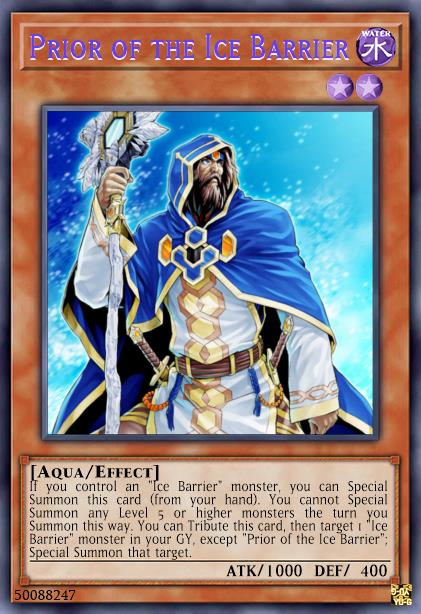 Prior of the Ice Barrier
WATER
水
[Aqua/Effect]
If you control an "Ice Barrier" monster, you can Special
Summon this card (from your hand). You cannot Special
Summon any Level 5 or higher monsters the turn you
Summon this way. You can Tribute this card, then target 1 "Ice
Barrier" monster in your GY, except "Prior of the Ice Barrier";
Special Summon that target.
ATK/1000 DEF/ 400
50088247